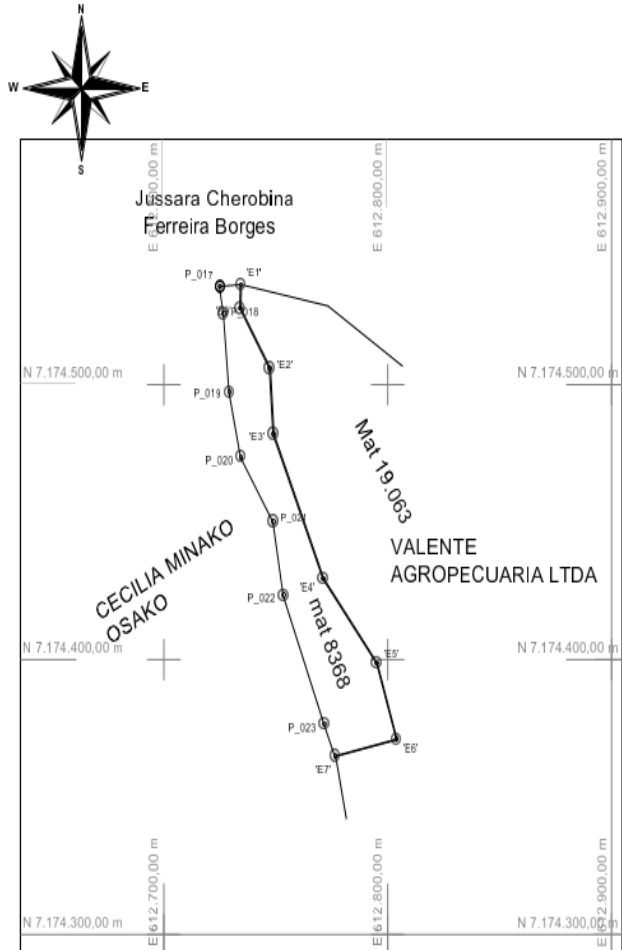 N
W
E
S
E 612.700,00 m
E 612.800,00 m
E 612.900,00 m
Jussara Cherobina
Ferreira Borges
P_017
'E1'
P_018
N 7.174.500,00 m
N 7.174.500,00 m
'E2'
P_019
'E3'
P_020
Mat 19.063
P_021
CECILIA MINAKO
OSAKO
VALENTE
AGROPECUARIA LTDA
'E4'
P_022
mat 8368
N 7.174.400,00 m
N 7.174.400,00 m
'E5'
P_023
'E6'
'E7'
N 7.174.300,00 m
N 7.174.300,00 m
E 612.700,00 m
E 612.800,00 m
E 612.900,00 m